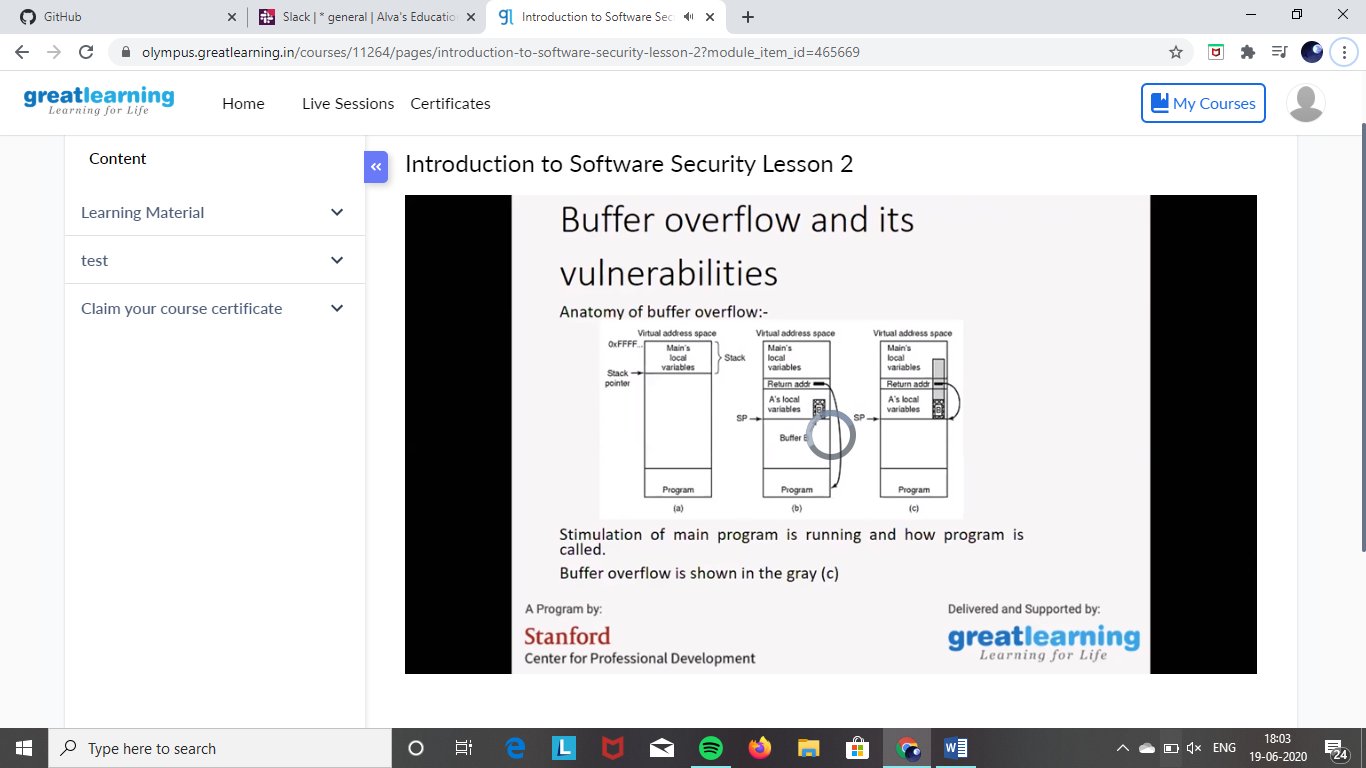 GitHub
Slack | * general | Alva's Educatio
Introduction to Software Sec
olympus.greatlearning.in/courses/11264/pages/introduction-to-software-security-lesson-2?module_item_id=465669
greatlearning
Learning for Life
Home Live Sessions Certificates
My Courses
Content
Learning Material
test
Claim your course certificate
«
Introduction to Software Security Lesson 2
Buffer overflow and its
vulnerabilities
Anatomy of buffer overflow:-
Virtual address space
0xFFFF...
Main's
local
variables
Stack
Stack
pointer
Program
(a)
Virtual address space
Main's
local
variables
Return addr
A's local
variables
SP
Buffer B
Program
(b)
Virtual address space
Main's
local
variables
Return addr
A's local
variables
SP
Program
(c)
Stimulation of main program is running and how program is
called.
Buffer overflow is shown in the gray (c)
A Program by:
Stanford
Center for Professional Development
Delivered and Supported by:
greatlearning
Learning for Life
Type here to search
ENG
18:03
19-06-2020
24